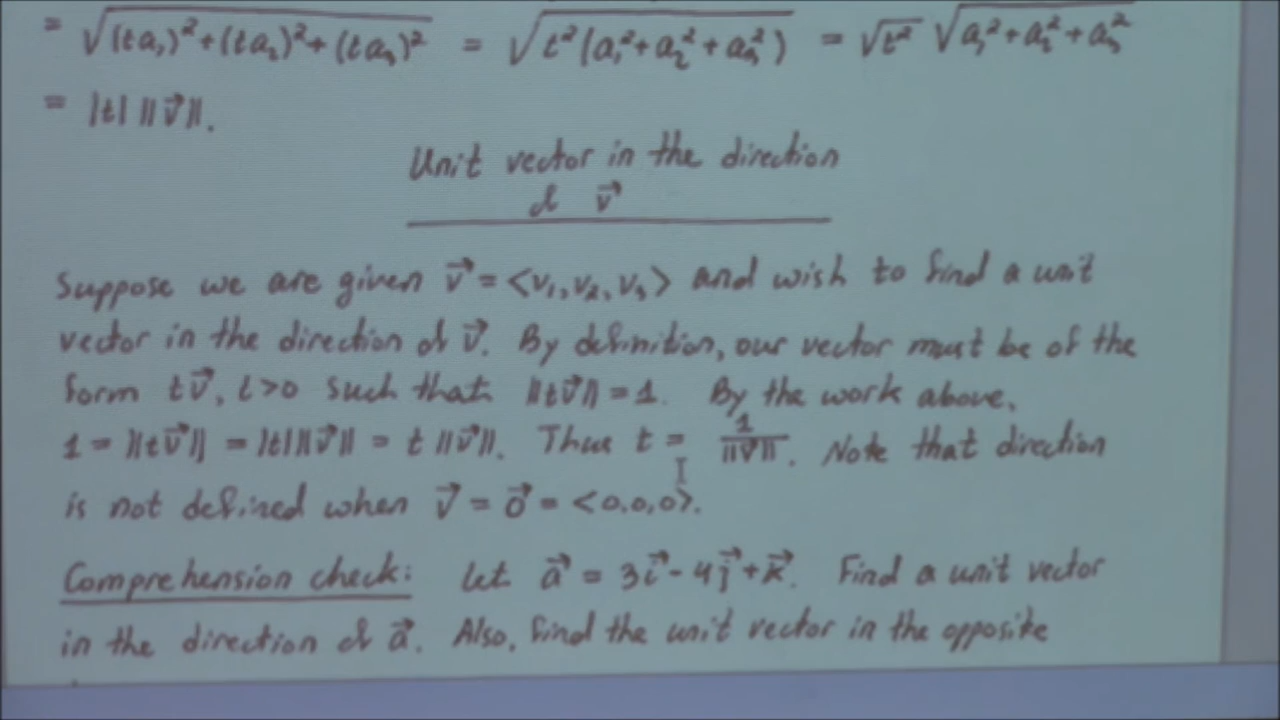 = √(ta₁)²+(ta₂)²+(ta₃)² = √t²(a₁²+a₂²+a₃²) = √t² √a₁²+a₂²+a₃²
= |t| ‖v⃗‖.
Unit vector in the direction
of v⃗
Suppose we are given v⃗ = <v₁, v₂, v₃> and wish to find a unit
vector in the direction of v⃗. By definition, our vector must be of the
form tv⃗, t>0 such that ‖tv⃗‖ = 1. By the work above,
1 = ‖tv⃗‖ = |t|‖v⃗‖ = t ‖v⃗‖. Thus t = 1/‖v⃗‖. Note that direction
is not defined when v⃗ = 0⃗ = <0,0,0>.
Comprehension check: Let a⃗ = 3i⃗ - 4j⃗ + k⃗. Find a unit vector
in the direction of a⃗. Also, find the unit vector in the opposite